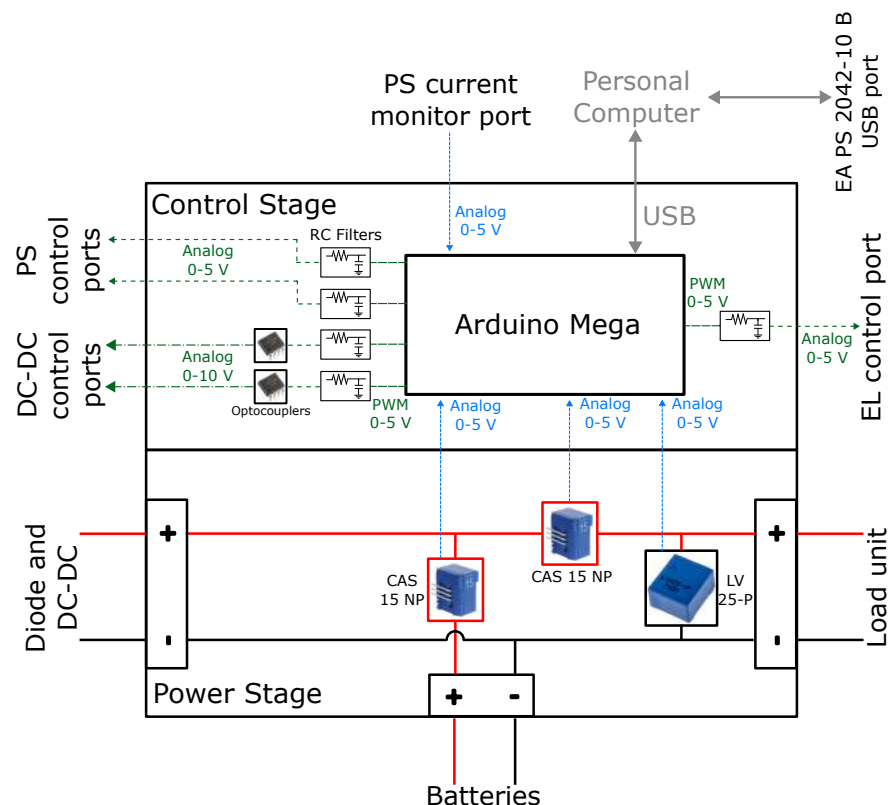 PS current
monitor port
Personal
Computer
EA PS 2042-10 B
USB port
Control Stage
Analog
0-5 V
USB
RC Filters
PS
control
ports
Analog
0-5 V
PWM
0-5 V
Arduino Mega
EL control port
Analog
0-5 V
DC-DC
control
ports
Analog
0-10 V
Optocouplers
PWM
0-5 V
Analog
0-5 V
Analog
0-5 V
Analog
0-5 V
Diode and
DC-DC
+
-
CAS
15 NP
CAS 15 NP
LV
25-P
+
-
Load unit
Power Stage
+ -
Batteries